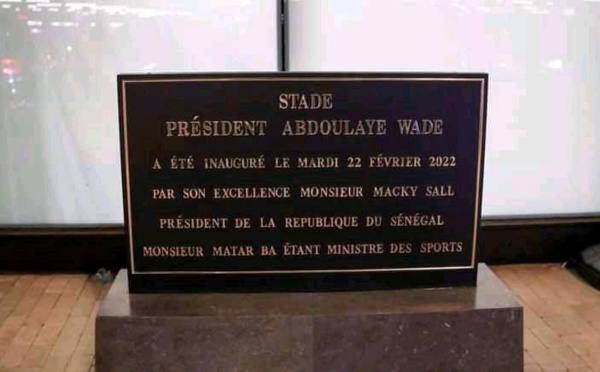 STADE
PRÉSIDENT ABDOULAYE WADE
A ÉTÉ INAUGURÉ LE MARDI 22 FÉVRIER 2022
PAR SON EXCELLENCE MONSIEUR MACKY SALL
PRÉSIDENT DE LA REPUBLIQUE DU SÉNÉGAL
MONSIEUR MATAR BA ÉTANT MINISTRE DES SPORTS